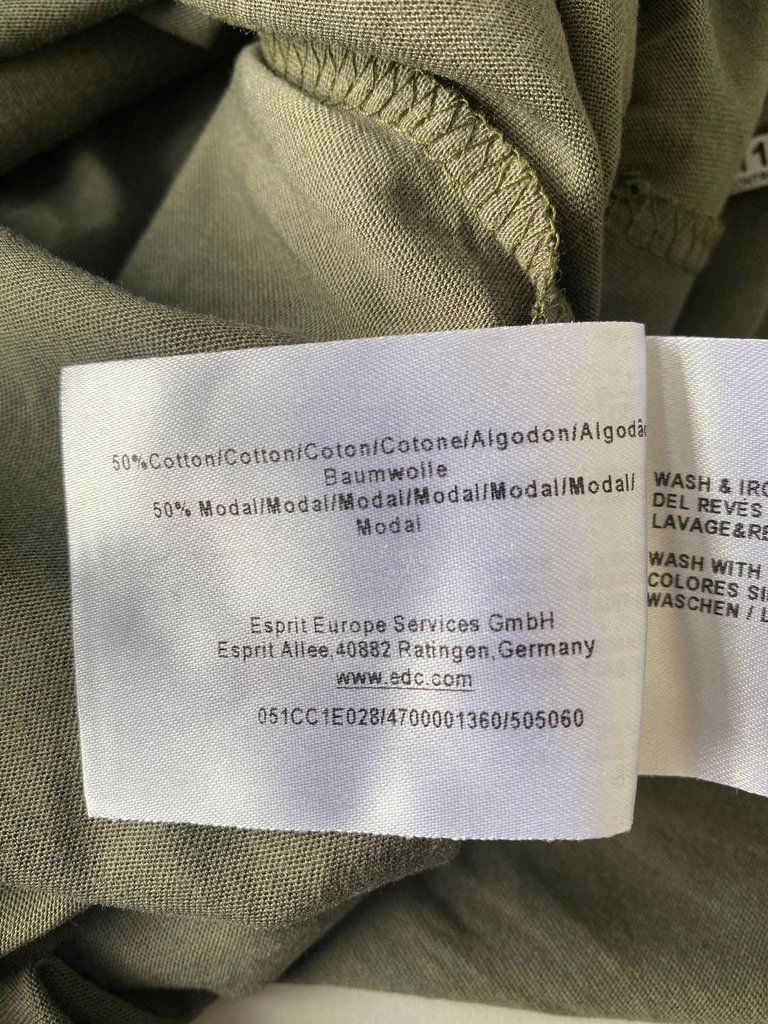 50%Cotton/Cotton/Coton/Cotone/Algodon/Algodã
Baumwolle
50% Modal/Modal/Modal/Modal/Modal/Modal/
Modal
Esprit Europe Services GmbH
Esprit Allee,40882 Ratingen,Germany
www.edc.com
051CC1E028/4700001360/505060
WASH & IRO
DEL REVÉS
LAVAGE&RE
WASH WITH
COLORES SI
WASCHEN / L